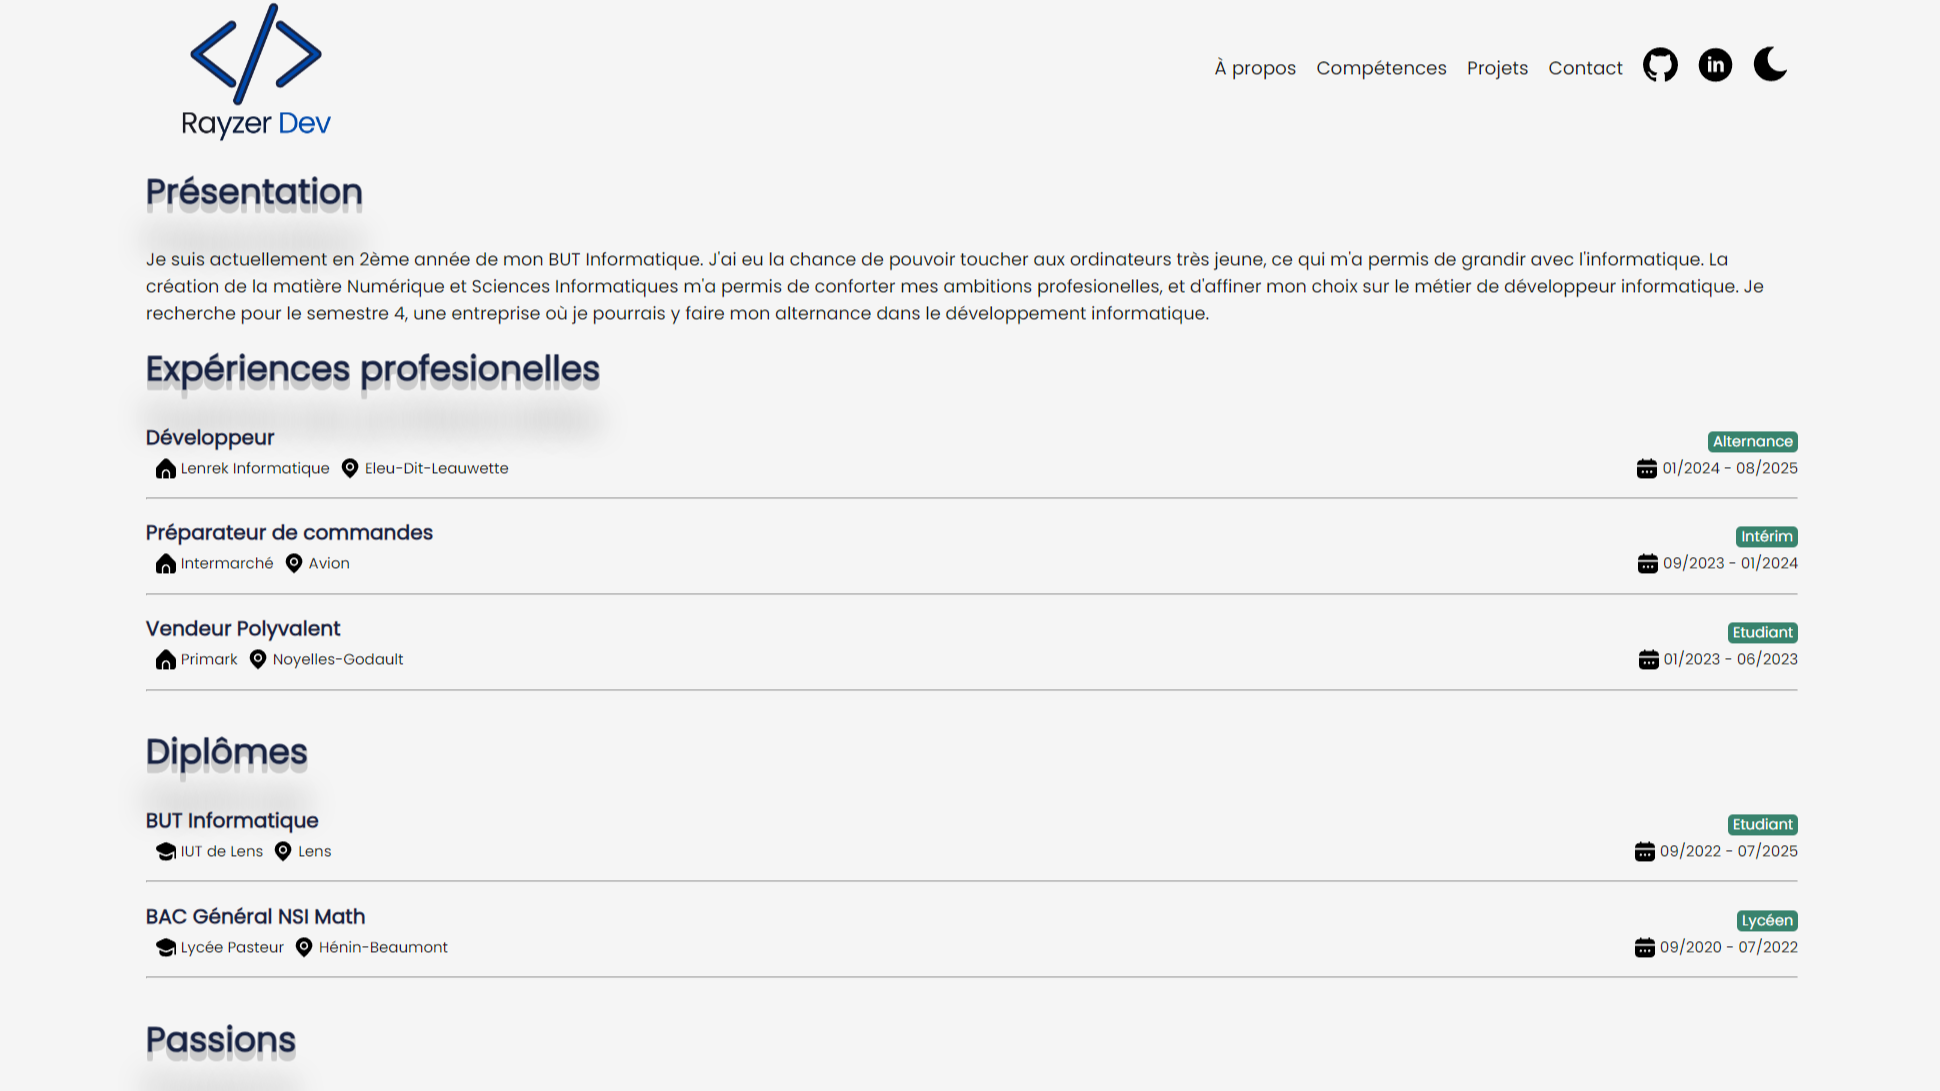 Rayzer Dev
À propos Compétences Projets Contact in
Présentation
Je suis actuellement en 2ème année de mon BUT Informatique. J'ai eu la chance de pouvoir toucher aux ordinateurs très jeune, ce qui m'a permis de grandir avec l'informatique. La
création de la matière Numérique et Sciences Informatiques m'a permis de conforter mes ambitions profesionelles, et d'affiner mon choix sur le métier de développeur informatique. Je
recherche pour le semestre 4, une entreprise où je pourrais y faire mon alternance dans le développement informatique.
Expériences profesionelles
Développeur Alternance
Lenrek Informatique Eleu-Dit-Leauwette 01/2024 - 08/2025
Préparateur de commandes Intérim
Intermarché Avion 09/2023 - 01/2024
Vendeur Polyvalent Etudiant
Primark Noyelles-Godault 01/2023 - 06/2023
Diplômes
BUT Informatique Etudiant
IUT de Lens Lens 09/2022 - 07/2025
BAC Général NSI Math Lycéen
Lycée Pasteur Hénin-Beaumont 09/2020 - 07/2022
Passions